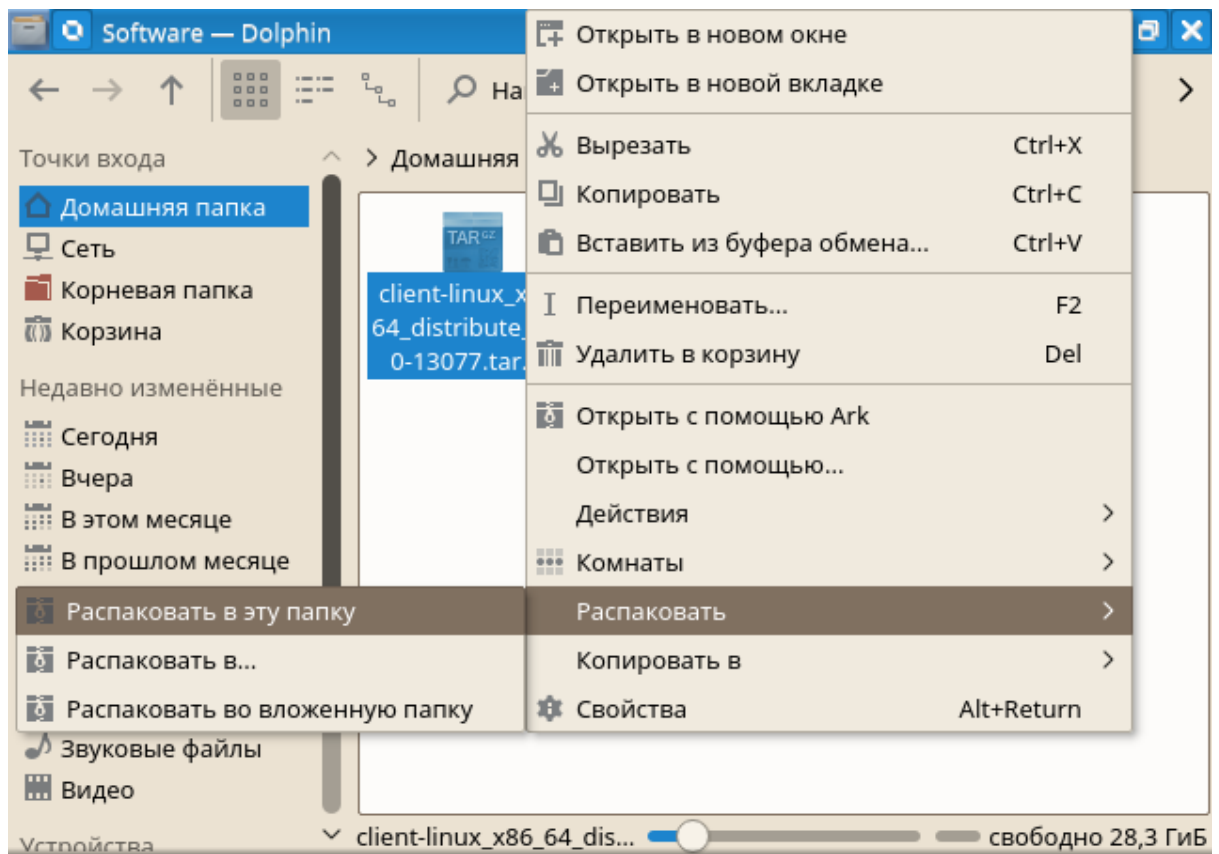 Software — Dolphin
На
Точки входа
Домашняя папка
Сеть
Корневая папка
Корзина
Недавно изменённые
Сегодня
Вчера
В этом месяце
В прошлом месяце
Звуковые файлы
Видео
Устройства
> Домашняя
TAR GZ
client-linux_x
64_distribute_
0-13077.tar.
Открыть в новом окне
Открыть в новой вкладке
Вырезать Ctrl+X
Копировать Ctrl+C
Вставить из буфера обмена... Ctrl+V
Переименовать... F2
Удалить в корзину Del
Открыть с помощью Ark
Открыть с помощью...
Действия
Комнаты
Распаковать
Копировать в
Свойства Alt+Return
Распаковать в эту папку
Распаковать в...
Распаковать во вложенную папку
client-linux_x86_64_dis... свободно 28,3 ГиБ